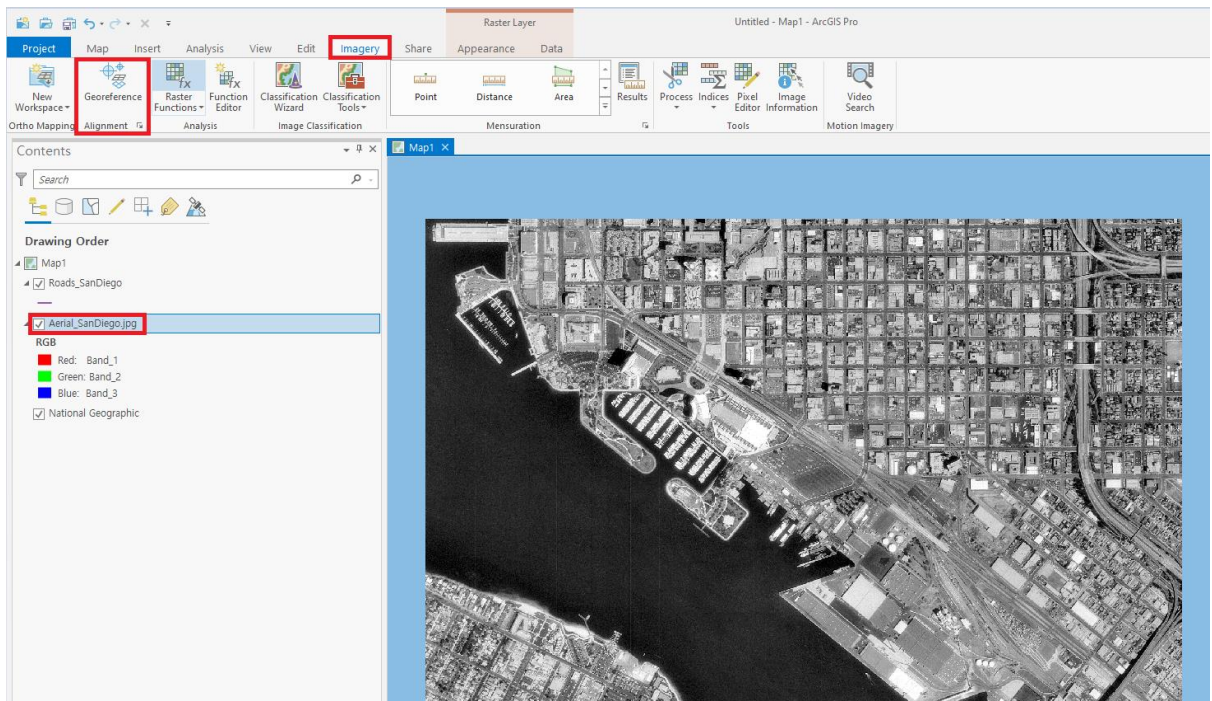 Raster Layer
Untitled - Map1 - ArcGIS Pro
Project Map Insert Analysis View Edit Imagery Share Appearance Data
New Workspace
Georeference
Raster Functions
Function Editor
Classification Wizard
Classification Tools
Point
Distance
Area
Results
Process
Indices
Pixel Editor
Image Information
Video Search
Ortho Mapping Alignment Analysis Image Classification Mensuration Tools Motion Imagery
Contents
Map1
Search
Drawing Order
Map1
Roads_SanDiego
Aerial_SanDiego.jpg
RGB
Red: Band_1
Green: Band_2
Blue: Band_3
National Geographic